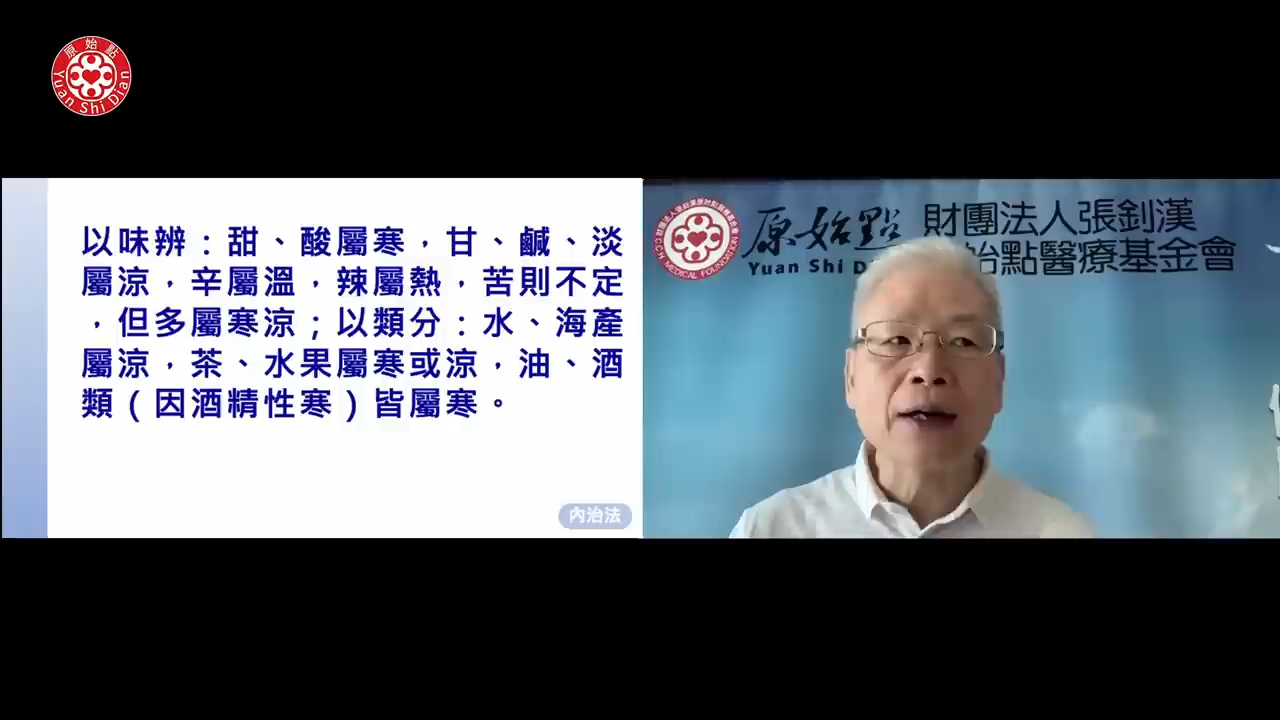 原始點
Yuan Shi Dian
以味辨：甜、酸屬寒，甘、鹹、淡
屬涼，辛屬溫，辣屬熱，苦則不定
，但多屬寒涼；以類分：水、海產
屬涼，茶、水果屬寒或涼，油、酒
類（因酒精性寒）皆屬寒。
內治法
原始點
Yuan Shi D
財團法人張釗漢
始點醫療基金會